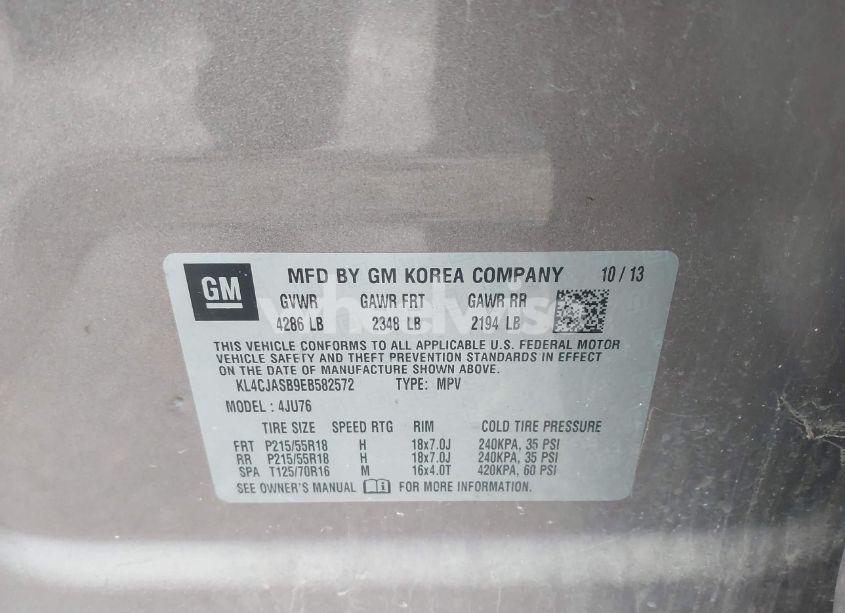 GM MFD BY GM KOREA COMPANY 10 / 13
GVWR GAWR FRT GAWR RR
4286 LB 2348 LB 2194 LB
THIS VEHICLE CONFORMS TO ALL APPLICABLE U.S. FEDERAL MOTOR
VEHICLE SAFETY AND THEFT PREVENTION STANDARDS IN EFFECT
ON THE DATE OF MANUFACTURE SHOWN ABOVE.
KL4CJASB9EB582572 TYPE: MPV
MODEL : 4JU76
TIRE SIZE SPEED RTG RIM COLD TIRE PRESSURE
FRT P215/55R18 H 18x7.0J 240KPA, 35 PSI
RR P215/55R18 H 18x7.0J 240KPA, 35 PSI
SPA T125/70R16 M 16x4.0T 420KPA, 60 PSI
SEE OWNER'S MANUAL FOR MORE INFORMATION.